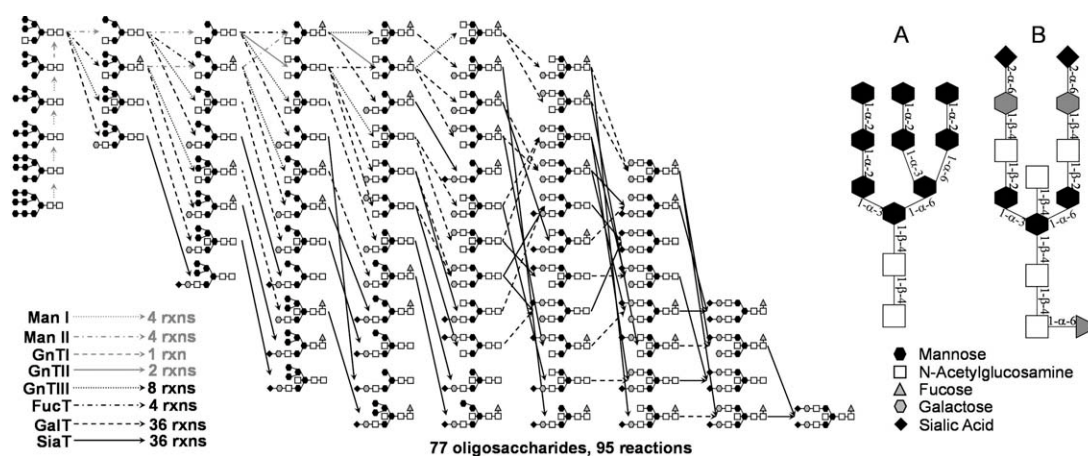 Man I 4 rxns
Man II 4 rxns
GnTI 1 rxn
GnTII 2 rxns
GnTIII 8 rxns
FucT 4 rxns
GalT 36 rxns
SiaT 36 rxns
77 oligosaccharides, 95 reactions
A
1-α-2
1-α-2
1-α-2
1-α-2
1-α-3
1-α-6
1-α-3
1-α-6
1-β-4
1-β-4
B
2-α-6
2-α-6
1-β-4
1-β-4
1-β-2
1-β-2
1-β-4
1-α-3
1-α-6
1-β-4
1-β-4
1-α-6
Mannose
N-Acetylglucosamine
Fucose
Galactose
Sialic Acid